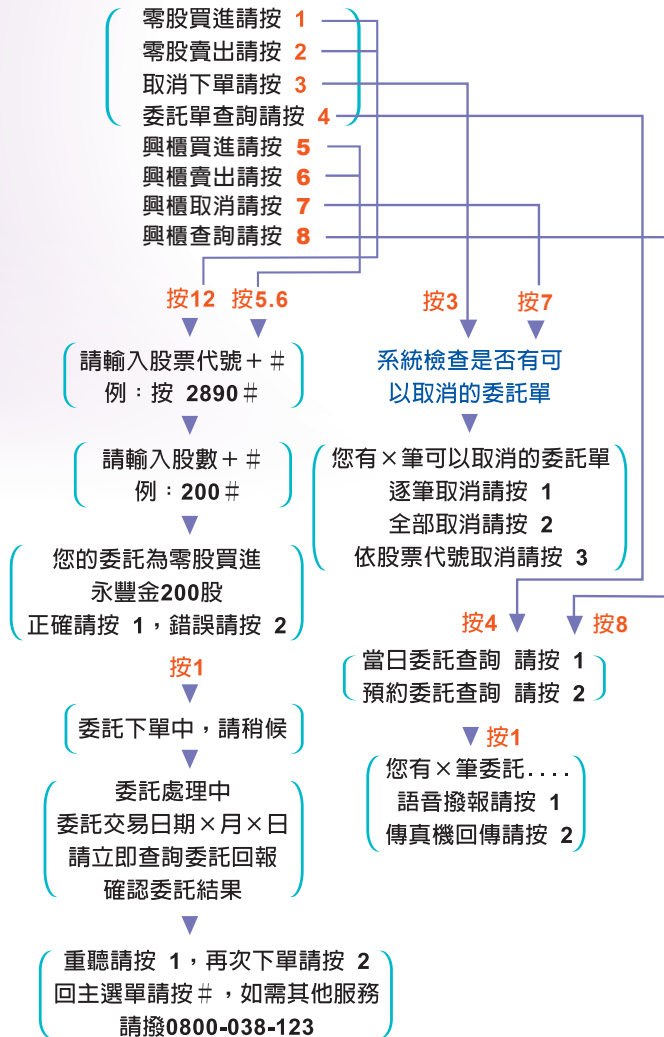 零股買進請按 1
零股賣出請按 2
取消下單請按 3
委託單查詢請按 4
興櫃買進請按 5
興櫃賣出請按 6
興櫃取消請按 7
興櫃查詢請按 8
按12
按5.6
請輸入股票代號＋＃
例：按 2890＃
請輸入股數＋＃
例：200＃
您的委託為零股買進
永豐金200股
正確請按 1，錯誤請按 2
按1
委託下單中，請稍候
委託處理中
委託交易日期×月×日
請立即查詢委託回報
確認委託結果
重聽請按 1，再次下單請按 2
回主選單請按＃，如需其他服務
請撥0800-038-123
按3
按7
系統檢查是否有可
以取消的委託單
您有×筆可以取消的委託單
逐筆取消請按 1
全部取消請按 2
依股票代號取消請按 3
按4
按8
當日委託查詢 請按 1
預約委託查詢 請按 2
按1
您有×筆委託....
語音撥報請按 1
傳真機回傳請按 2